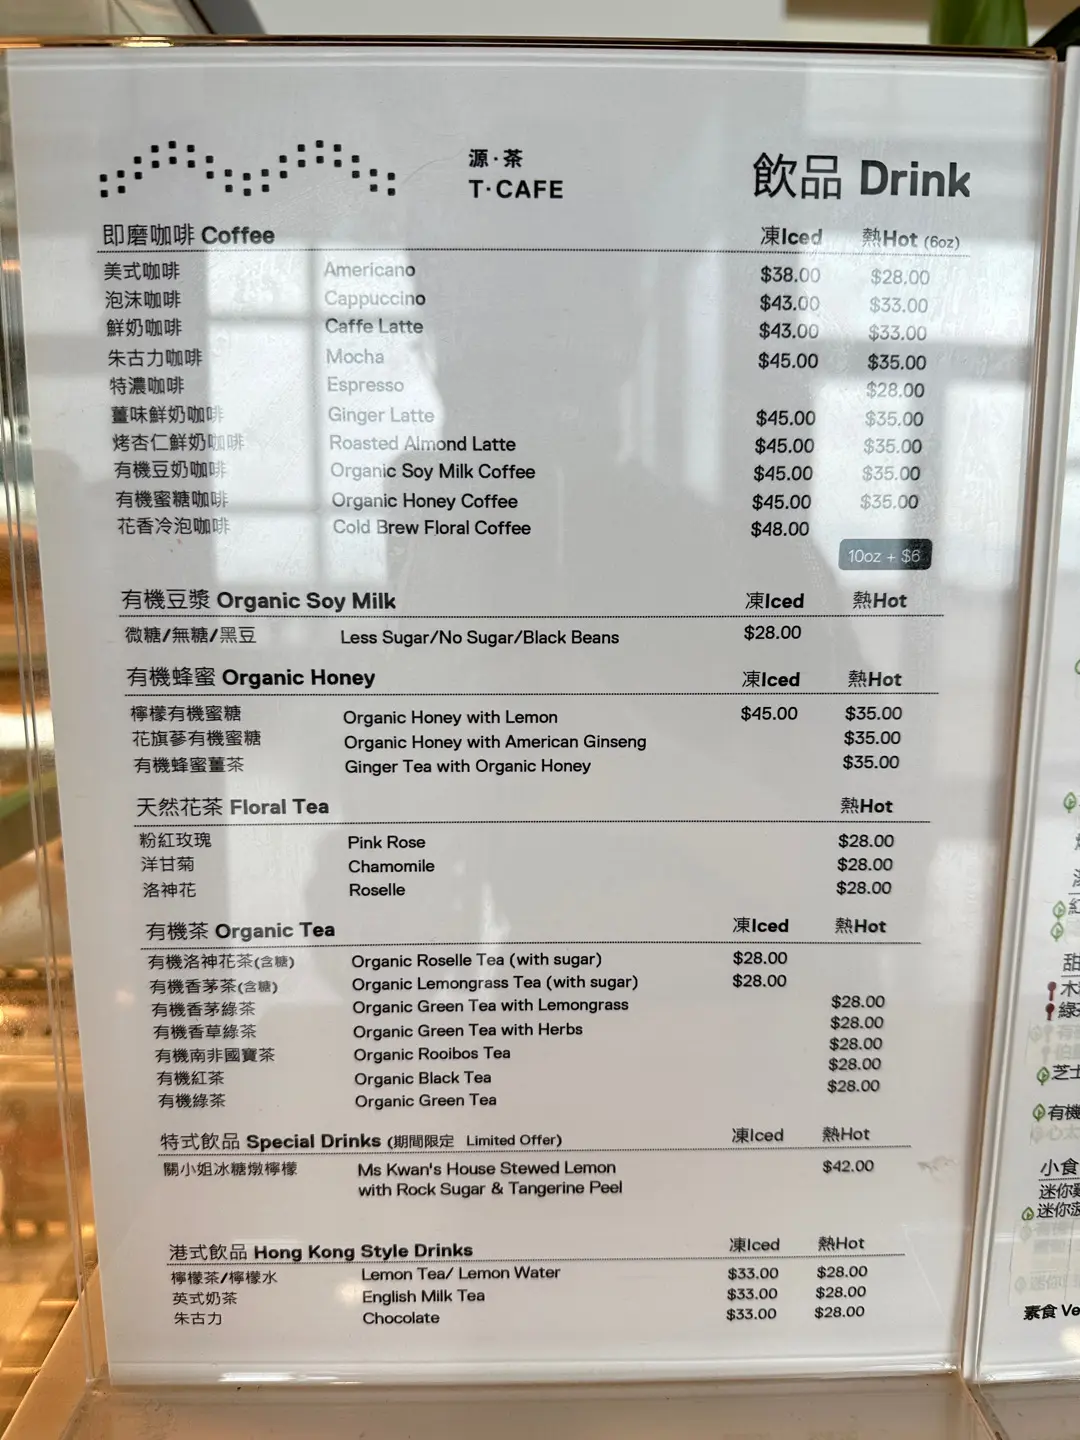 源·茶
T·CAFE
飲品 Drink
即磨咖啡 Coffee 凍Iced 熱Hot (6oz)
美式咖啡 Americano $38.00 $28.00
泡沫咖啡 Cappuccino $43.00 $33.00
鮮奶咖啡 Caffe Latte $43.00 $33.00
朱古力咖啡 Mocha $45.00 $35.00
特濃咖啡 Espresso $28.00
薑味鮮奶咖啡 Ginger Latte $45.00 $35.00
烤杏仁鮮奶咖啡 Roasted Almond Latte $45.00 $35.00
有機豆奶咖啡 Organic Soy Milk Coffee $45.00 $35.00
有機蜜糖咖啡 Organic Honey Coffee $45.00 $35.00
花香冷泡咖啡 Cold Brew Floral Coffee $48.00
10oz + $6
有機豆漿 Organic Soy Milk 凍Iced 熱Hot
微糖/無糖/黑豆 Less Sugar/No Sugar/Black Beans $28.00
有機蜂蜜 Organic Honey 凍Iced 熱Hot
檸檬有機蜜糖 Organic Honey with Lemon $45.00 $35.00
花旗蔘有機蜜糖 Organic Honey with American Ginseng $35.00
有機蜂蜜薑茶 Ginger Tea with Organic Honey $35.00
天然花茶 Floral Tea 熱Hot
粉紅玫瑰 Pink Rose $28.00
洋甘菊 Chamomile $28.00
洛神花 Roselle $28.00
有機茶 Organic Tea 凍Iced 熱Hot
有機洛神花茶(含糖) Organic Roselle Tea (with sugar) $28.00
有機香茅茶(含糖) Organic Lemongrass Tea (with sugar) $28.00
有機香茅綠茶 Organic Green Tea with Lemongrass $28.00
有機香草綠茶 Organic Green Tea with Herbs $28.00
有機南非國寶茶 Organic Rooibos Tea $28.00
有機紅茶 Organic Black Tea $28.00
有機綠茶 Organic Green Tea $28.00
特式飲品 Special Drinks (期間限定 Limited Offer) 凍Iced 熱Hot
關小姐冰糖燉檸檬 Ms Kwan's House Stewed Lemon $42.00
with Rock Sugar & Tangerine Peel
港式飲品 Hong Kong Style Drinks 凍Iced 熱Hot
檸檬茶/檸檬水 Lemon Tea/ Lemon Water $33.00 $28.00
英式奶茶 English Milk Tea $33.00 $28.00
朱古力 Chocolate $33.00 $28.00
甜
木
綠
芝士
有機
心太
小食
迷你
迷你
素食 Ve